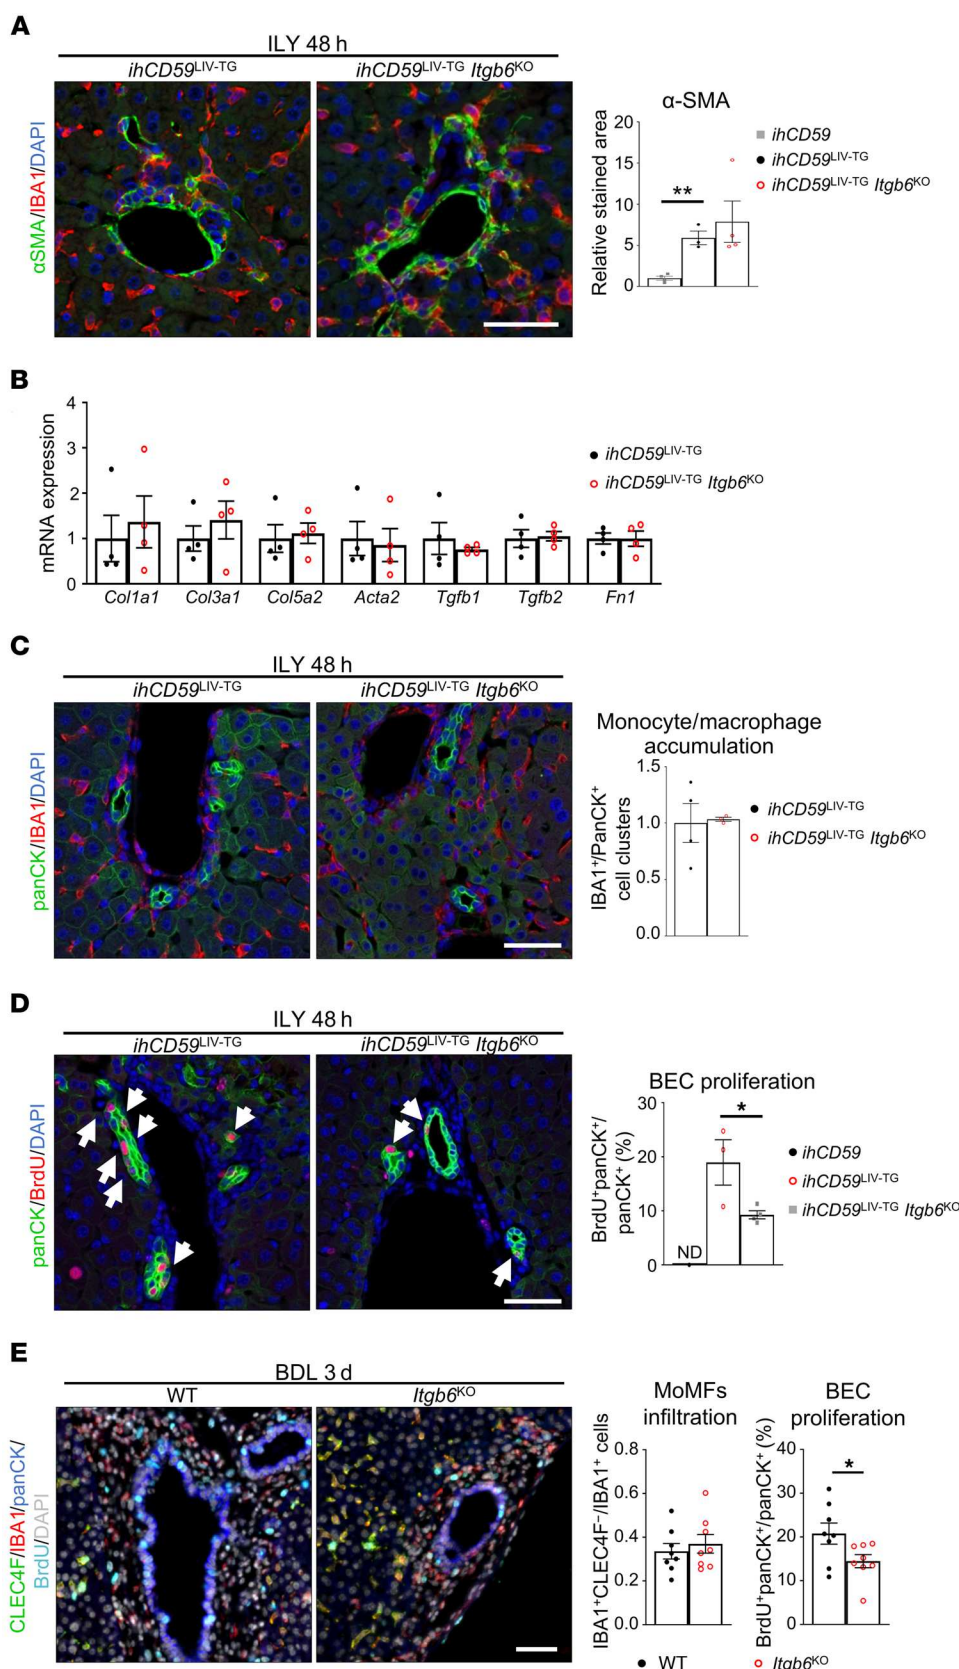 A
ILY 48 h
ihCD59LIV-TG
ihCD59LIV-TG Itgb6KO
αSMA/IBA1/DAPI
α-SMA
Relative stained area
20
15
10
5
0
**
ihCD59
ihCD59LIV-TG
ihCD59LIV-TG Itgb6KO
B
mRNA expression
4
3
2
1
0
Col1a1 Col3a1 Col5a2 Acta2 Tgfb1 Tgfb2 Fn1
ihCD59LIV-TG
ihCD59LIV-TG Itgb6KO
C
ILY 48 h
ihCD59LIV-TG
ihCD59LIV-TG Itgb6KO
panCK/IBA1/DAPI
Monocyte/macrophage
accumulation
IBA1+/PanCK+
cell clusters
1.5
1.0
0.5
0.0
ihCD59LIV-TG
ihCD59LIV-TG Itgb6KO
D
ILY 48 h
ihCD59LIV-TG
ihCD59LIV-TG Itgb6KO
panCK/BrdU/DAPI
BEC proliferation
BrdU+panCK+/
panCK+ (%)
30
20
10
0
ND
*
ihCD59
ihCD59LIV-TG
ihCD59LIV-TG Itgb6KO
E
BDL 3 d
WT
Itgb6KO
CLEC4F/IBA1/panCK/
BrdU/DAPI
MoMFs
infiltration
IBA1+CLEC4F−/IBA1+ cells
0.8
0.6
0.4
0.2
0.0
BEC
proliferation
BrdU+panCK+/panCK+ (%)
40
30
20
10
0
*
WT
Itgb6KO